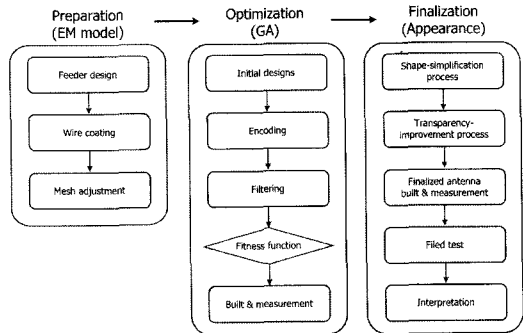 Preparation
(EM model)
Feeder design
Wire coating
Mesh adjustment
Optimization
(GA)
Initial designs
Encoding
Filtering
Fitness function
Built & measurement
Finalization
(Appearance)
Shape-simplification
process
Transparency-
improvement process
Finalized antenna
built & measurement
Filed test
Interpretation